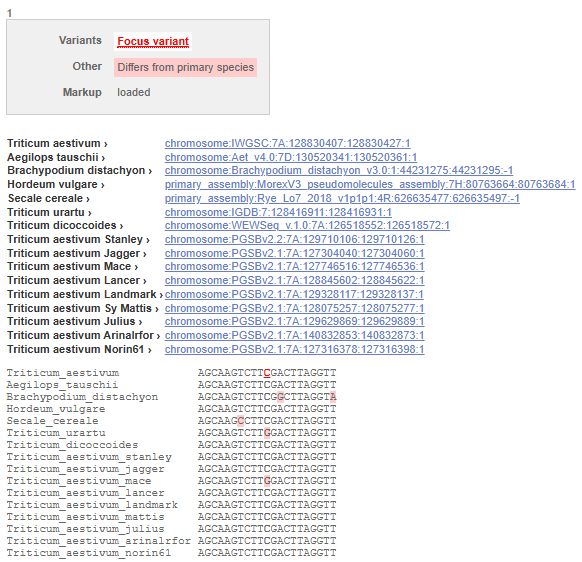 1
Variants Focus variant
Other Differs from primary species
Markup loaded
Triticum aestivum › chromosome:IWGSC:7A:128830407:128830427:1
Aegilops tauschii › chromosome:Aet_v4.0:7D:130520341:130520361:1
Brachypodium distachyon › chromosome:Brachypodium_distachyon_v3.0:1:44231275:44231295:-1
Hordeum vulgare › primary_assembly:MorexV3_pseudomolecules_assembly:7H:80763664:80763684:1
Secale cereale › primary_assembly:Rye_Lo7_2018_v1p1p1:4R:626635477:626635497:-1
Triticum urartu › chromosome:IGDB:7:128416911:128416931:1
Triticum dicoccoides › chromosome:WEWSeq_v.1.0:7A:126518552:126518572:1
Triticum aestivum Stanley › chromosome:PGSBv2.2:7A:129710106:129710126:1
Triticum aestivum Jagger › chromosome:PGSBv2.1:7A:127304040:127304060:1
Triticum aestivum Mace › chromosome:PGSBv2.1:7A:127746516:127746536:1
Triticum aestivum Lancer › chromosome:PGSBv2.1:7A:128845602:128845622:1
Triticum aestivum Landmark › chromosome:PGSBv2.1:7A:129328117:129328137:1
Triticum aestivum Sy Mattis › chromosome:PGSBv2.1:7A:128075257:128075277:1
Triticum aestivum Julius › chromosome:PGSBv2.1:7A:129629869:129629889:1
Triticum aestivum Arinalrfor › chromosome:PGSBv2.1:7A:140832853:140832873:1
Triticum aestivum Norin61 › chromosome:PGSBv2.1:7A:127316378:127316398:1
Triticum_aestivum AGCAAGTCTTCGACTTAGGTT
Aegilops_tauschii AGCAAGTCTTCGACTTAGGTT
Brachypodium_distachyon AGCAAGTCTTCGGCTTAGGTA
Hordeum_vulgare AGCAAGTCTTCGACTTAGGTT
Secale_cereale AGCAAGCCTTCGACTTAGGTT
Triticum_urartu AGCAAGTCTTGGACTTAGGTT
Triticum_dicoccoides AGCAAGTCTTCGACTTAGGTT
Triticum_aestivum_stanley AGCAAGTCTTCGACTTAGGTT
Triticum_aestivum_jagger AGCAAGTCTTCGACTTAGGTT
Triticum_aestivum_mace AGCAAGTCTTGGACTTAGGTT
Triticum_aestivum_lancer AGCAAGTCTTCGACTTAGGTT
Triticum_aestivum_landmark AGCAAGTCTTCGACTTAGGTT
Triticum_aestivum_mattis AGCAAGTCTTCGACTTAGGTT
Triticum_aestivum_julius AGCAAGTCTTCGACTTAGGTT
Triticum_aestivum_arinalrfor AGCAAGTCTTCGACTTAGGTT
Triticum_aestivum_norin61 AGCAAGTCTTCGACTTAGGTT